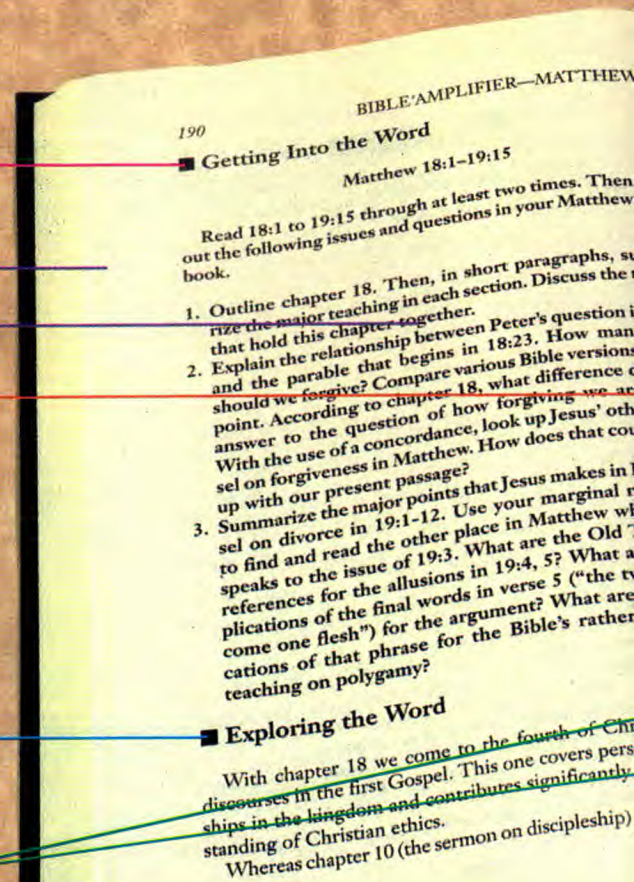 190
BIBLE AMPLIFIER—MATTHEW
Getting Into the Word
Matthew 18:1–19:15
Read 18:1 to 19:15 through at least two times. Then
out the following issues and questions in your Matthew
book.
1. Outline chapter 18. Then, in short paragraphs, su
rize the major teaching in each section. Discuss the
that hold this chapter together.
2. Explain the relationship between Peter's question i
and the parable that begins in 18:23. How man
should we forgive? Compare various Bible versions
point. According to chapter 18, what difference
answer to the question of how forgiving we ar
With the use of a concordance, look up Jesus' oth
sel on forgiveness in Matthew. How does that cou
up with our present passage?
3. Summarize the major points that Jesus makes in
sel on divorce in 19:1-12. Use your marginal
to find and read the other place in Matthew wh
speaks to the issue of 19:3. What are the Old
references for the allusions in 19:4, 5? What a
plications of the final words in verse 5 ("the tw
come one flesh") for the argument? What are
cations of that phrase for the Bible's rather
teaching on polygamy?
Exploring the Word
With chapter 18 we come to the fourth of Chr
discourses in the first Gospel. This one covers pers
ships in the kingdom and contributes significantly
standing of Christian ethics.
Whereas chapter 10 (the sermon on discipleship)